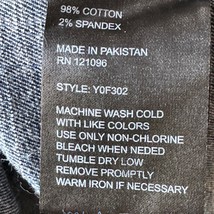 98% COTTON
2% SPANDEX
MADE IN PAKISTAN
RN 121096
STYLE: Y0F302
MACHINE WASH COLD
WITH LIKE COLORS
USE ONLY NON-CHLORINE
BLEACH WHEN NEDED
TUMBLE DRY LOW
REMOVE PROMPTLY
WARM IRON IF NECESSARY